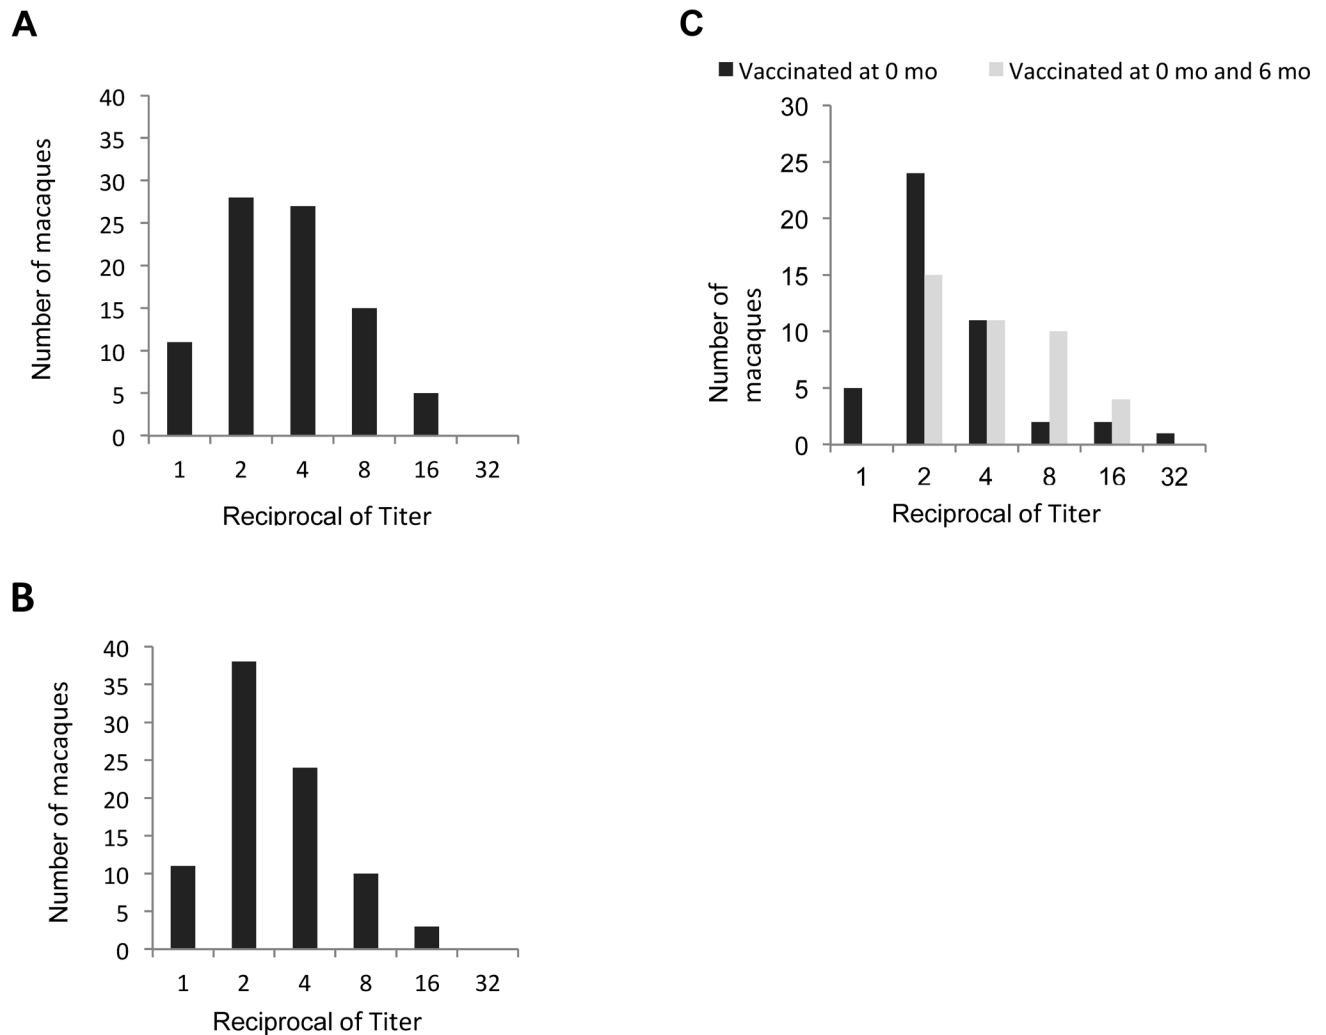 A
40
35
30
25
20
15
10
5
0
Number of macaques
1 2 4 8 16 32
Reciprocal of Titer
B
40
35
30
25
20
15
10
5
0
Number of macaques
1 2 4 8 16 32
Reciprocal of Titer
C
Vaccinated at 0 mo Vaccinated at 0 mo and 6 mo
30
25
20
15
10
5
0
Number of
macaques
1 2 4 8 16 32
Reciprocal of Titer